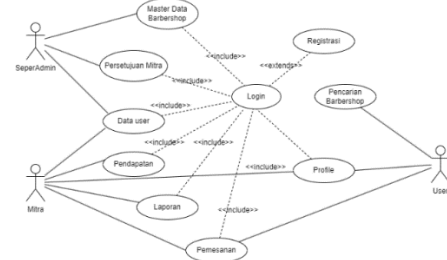 Master Data
Barbershop
Registrasi
<<include>>
SeperAdmin
Persetujuan Mitra
<<extends>>
<<include>>
Login
Pencarian
Barbershop
<<include>>
Data user
<<include>>
<<include>>
Pendapatan
<<include>>
Profile
User
Mitra
Laporan
<<include>>
Pemesanan